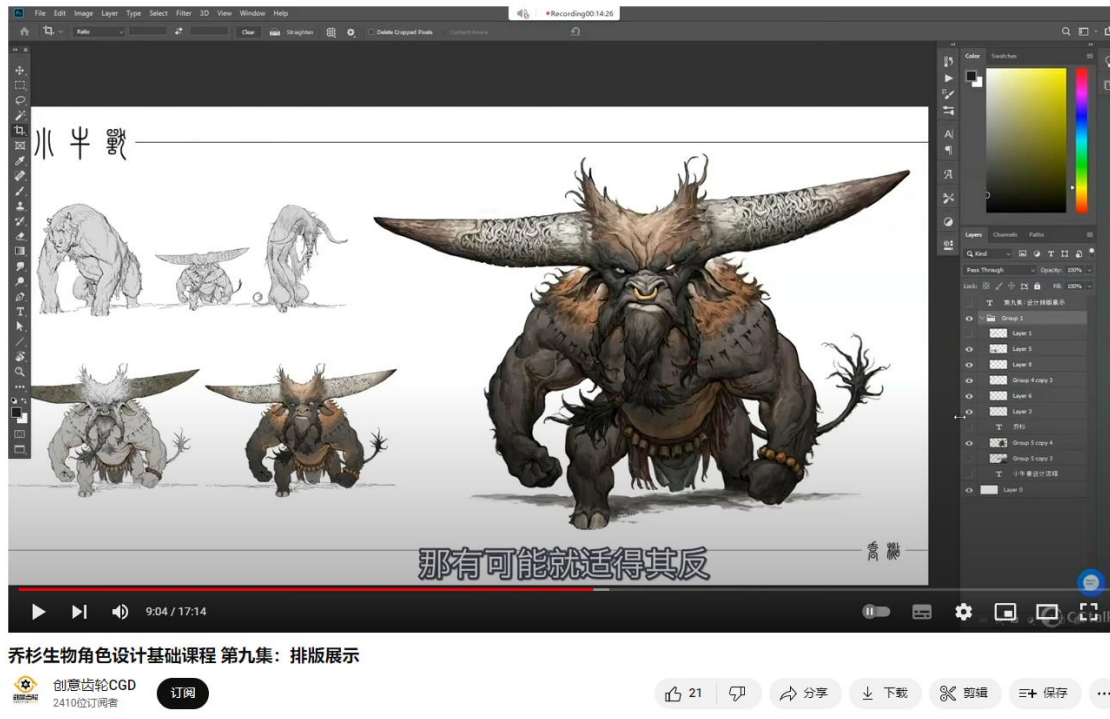 File Edit Image Layer Type Select Filter 3D View Window Help
Recording00:14:26
Ratio
Clear
Straighten
Delete Cropped Pixels
Content-Aware
Color Swatches
小牛獸
Layers Channels Paths
Kind
Pass Through
Opacity: 100%
Lock:
Fill: 100%
第九集:设计排版展示
Group 1
Layer 1
Layer 5
Layer 8
Group 4 copy 3
Layer 6
Layer 3
乔杉
Group 5 copy 4
Group 5 copy 3
小牛兽设计流程
Layer 0
喬杉
那有可能就适得其反
9:04 / 17:14
CCtalk
乔杉生物角色设计基础课程 第九集：排版展示
创意齿轮CGD
2410位订阅者
订阅
21
分享
下载
剪辑
保存